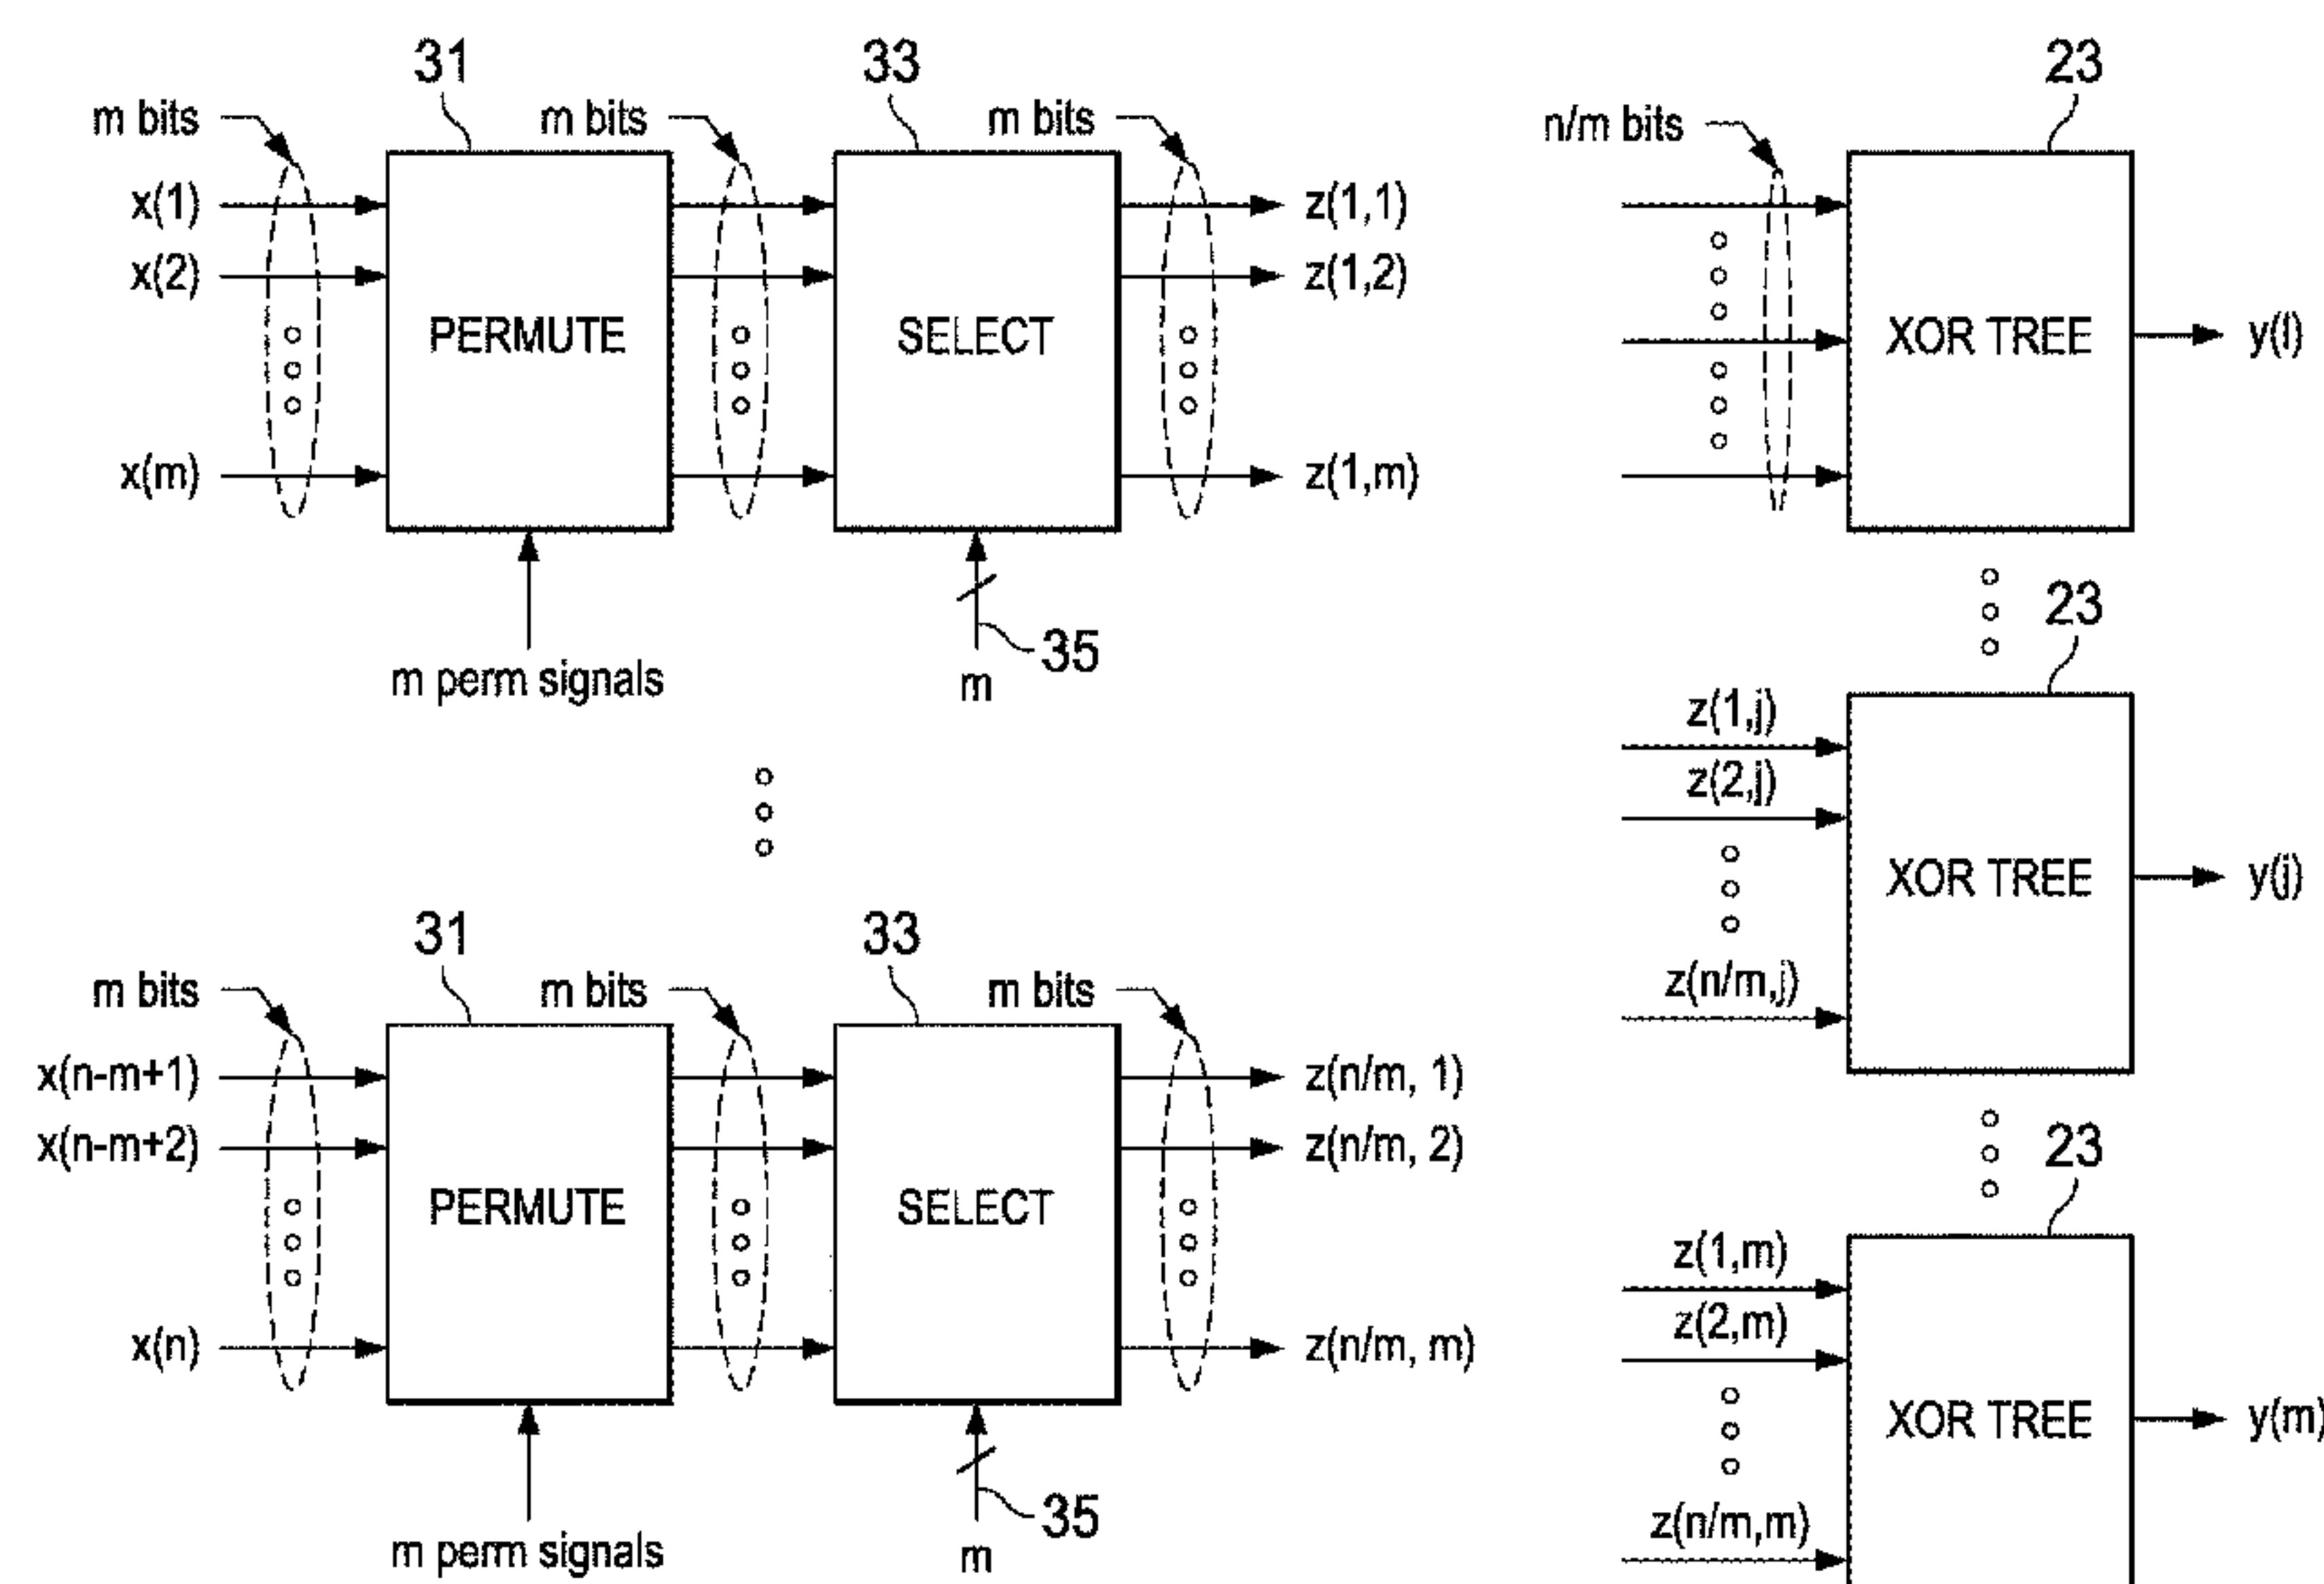 31
33
m bits
m bits
m bits
x(1)
x(2)
x(m)
PERMUTE
SELECT
z(1,1)
z(1,2)
z(1,m)
m perm signals
m
35
31
33
m bits
m bits
m bits
x(n-m+1)
x(n-m+2)
x(n)
PERMUTE
SELECT
z(n/m, 1)
z(n/m, 2)
z(n/m, m)
m perm signals
m
35
23
n/m bits
XOR TREE
y(l)
23
z(1,j)
z(2,j)
z(n/m,j)
XOR TREE
y(j)
23
z(1,m)
z(2,m)
z(n/m,m)
XOR TREE
y(m)